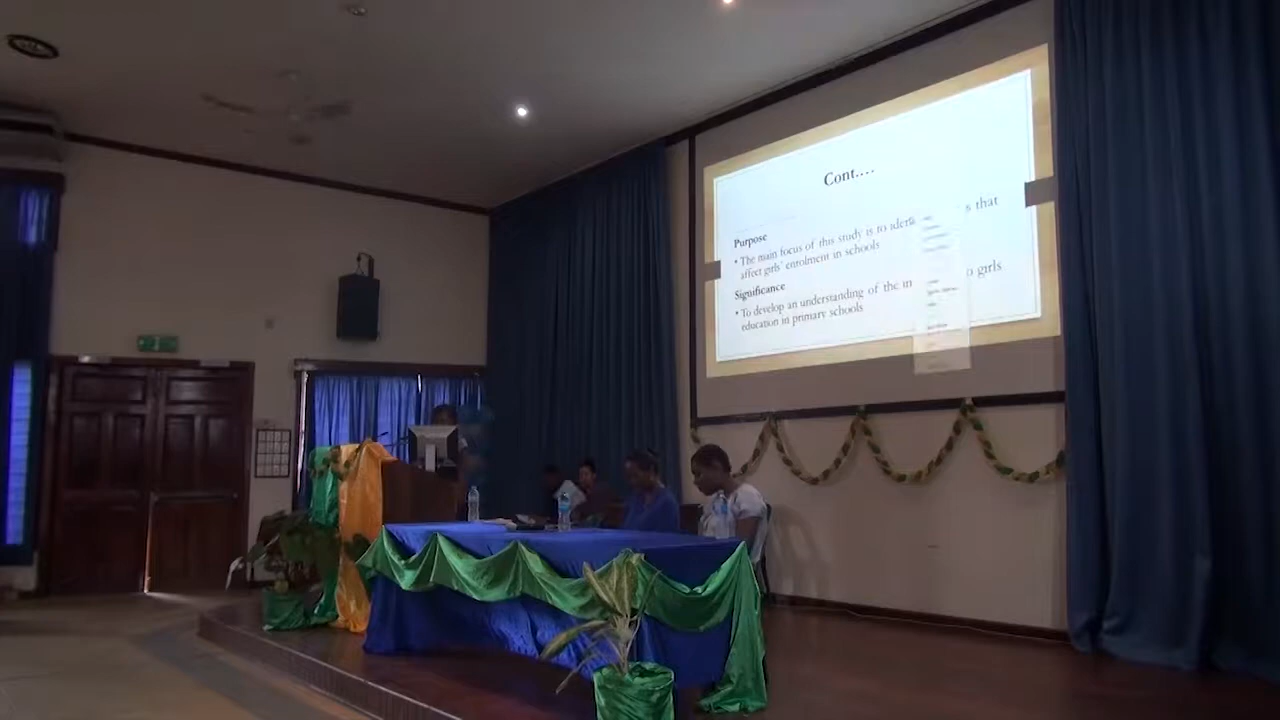 Cont....
Purpose
• The main focus of this study is to iden s that
affect girls' enrolment in schools
Significance
• To develop an understanding of the in o girls
education in primary schools